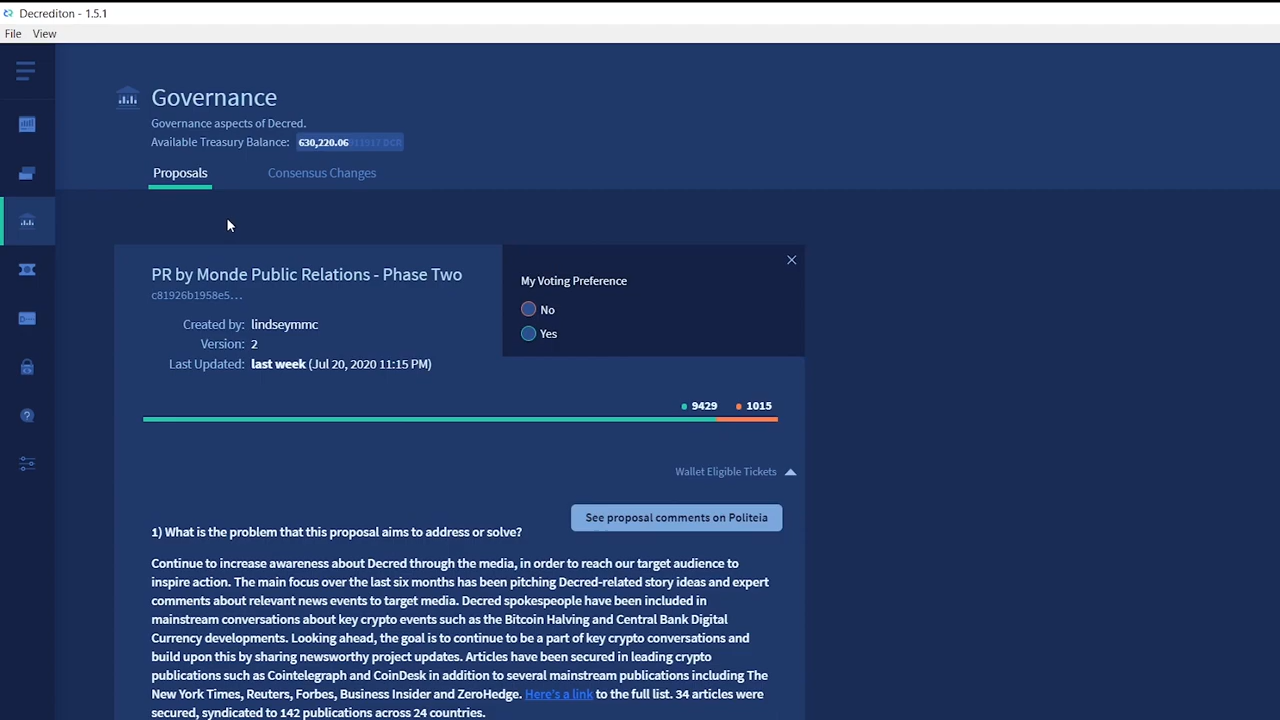 Decrediton - 1.5.1
File View
Governance
Governance aspects of Decred.
Available Treasury Balance: 630,220.06911917 DCR
Proposals Consensus Changes
PR by Monde Public Relations - Phase Two
c81926b1958e5...
My Voting Preference
No
Yes
Created by: lindseymmc
Version: 2
Last Updated: last week (Jul 20, 2020 11:15 PM)
9429 1015
Wallet Eligible Tickets
See proposal comments on Politeia
1) What is the problem that this proposal aims to address or solve?
Continue to increase awareness about Decred through the media, in order to reach our target audience to
inspire action. The main focus over the last six months has been pitching Decred-related story ideas and expert
comments about relevant news events to target media. Decred spokespeople have been included in
mainstream conversations about key crypto events such as the Bitcoin Halving and Central Bank Digital
Currency developments. Looking ahead, the goal is to continue to be a part of key crypto conversations and
build upon this by sharing newsworthy project updates. Articles have been secured in leading crypto
publications such as Cointelegraph and CoinDesk in addition to several mainstream publications including The
New York Times, Reuters, Forbes, Business Insider and ZeroHedge. Here's a link to the full list. 34 articles were
secured, syndicated to 142 publications across 24 countries.